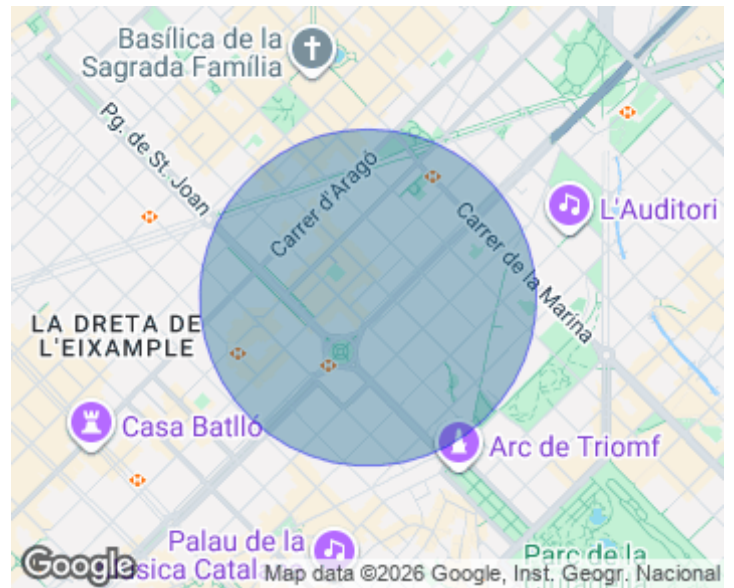 Basílica de la
Sagrada Família
Pg. de St. Joan
Carrer d'Aragó
L'Auditori
Carrer de la Marina
LA DRETA DE
L'EIXAMPLE
Casa Batlló
Arc de Triomf
Palau de la
Catal
Parc de la
Google
Map data ©2026 Google, Inst. Geogr. Nacional